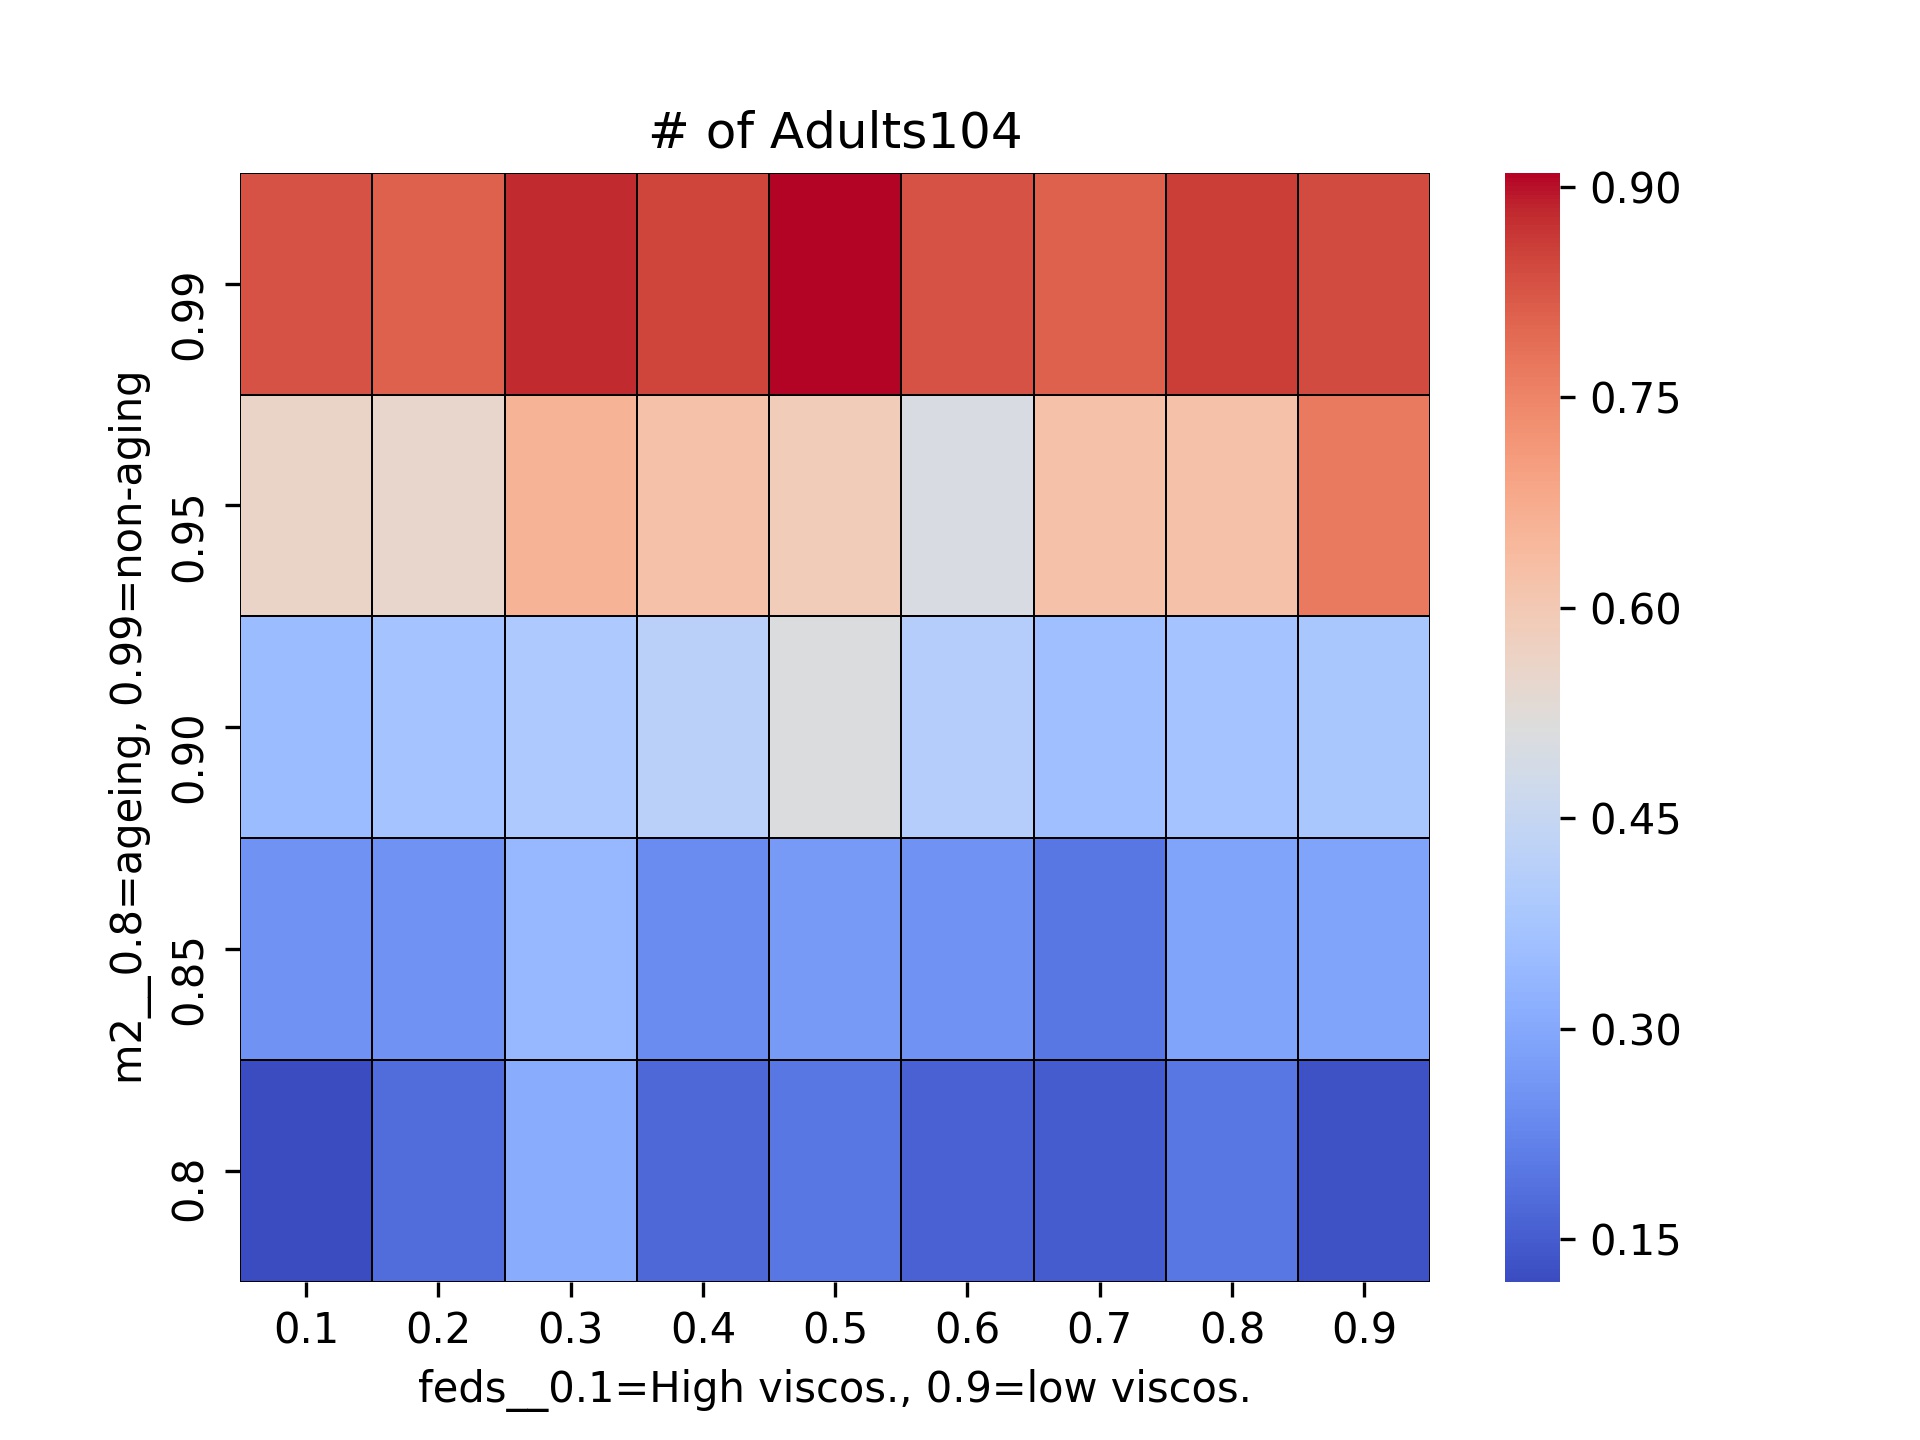 # of Adults104
m2__0.8=ageing, 0.99=non-aging
0.99
0.95
0.90
0.85
0.8
0.1 0.2 0.3 0.4 0.5 0.6 0.7 0.8 0.9
feds__0.1=High viscos., 0.9=low viscos.
0.90
0.75
0.60
0.45
0.30
0.15